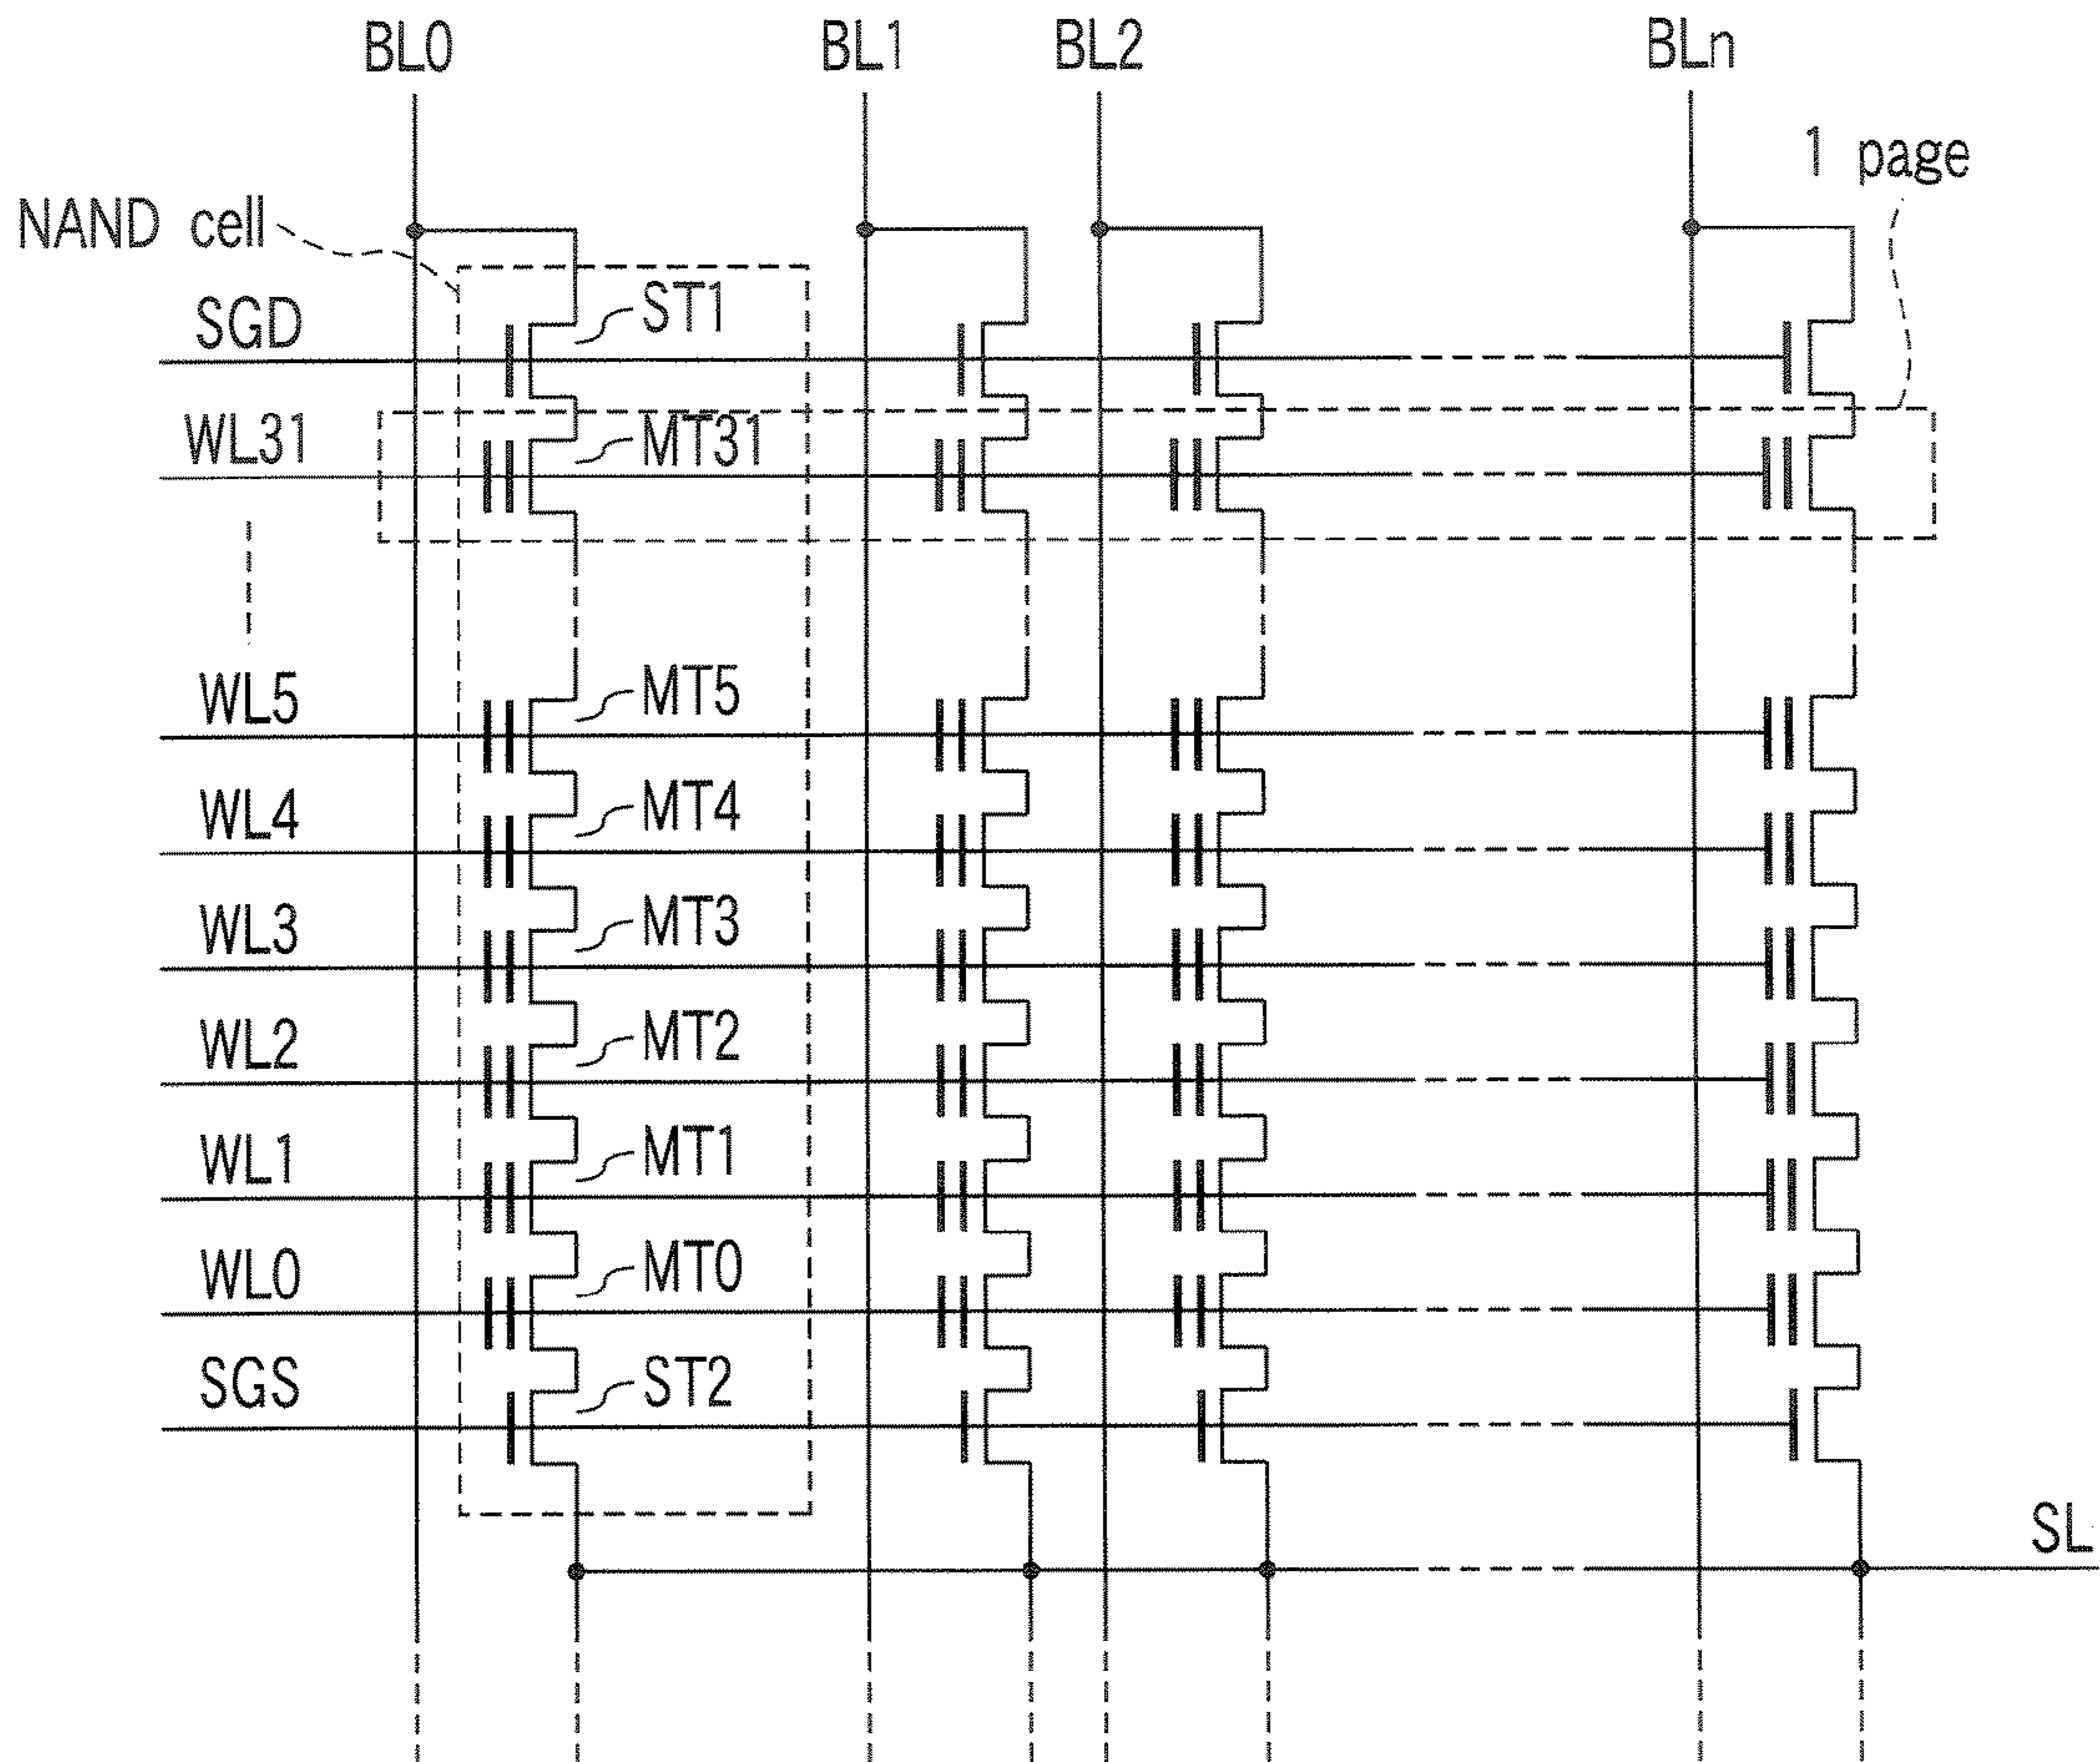 BL0 BL1 BL2 BLn
1 page
NAND cell
SGD ST1
WL31 MT31
WL5 MT5
WL4 MT4
WL3 MT3
WL2 MT2
WL1 MT1
WL0 MT0
SGS ST2
SL